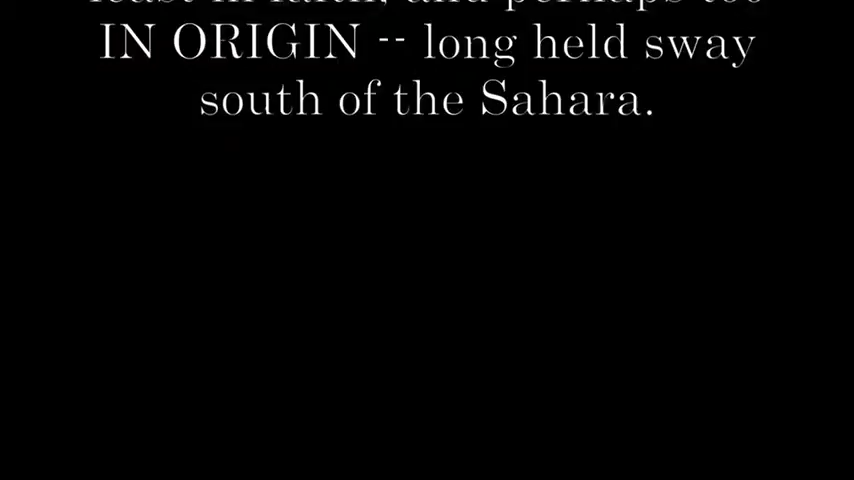 least in faith, and perhaps too
IN ORIGIN -- long held sway
south of the Sahara.